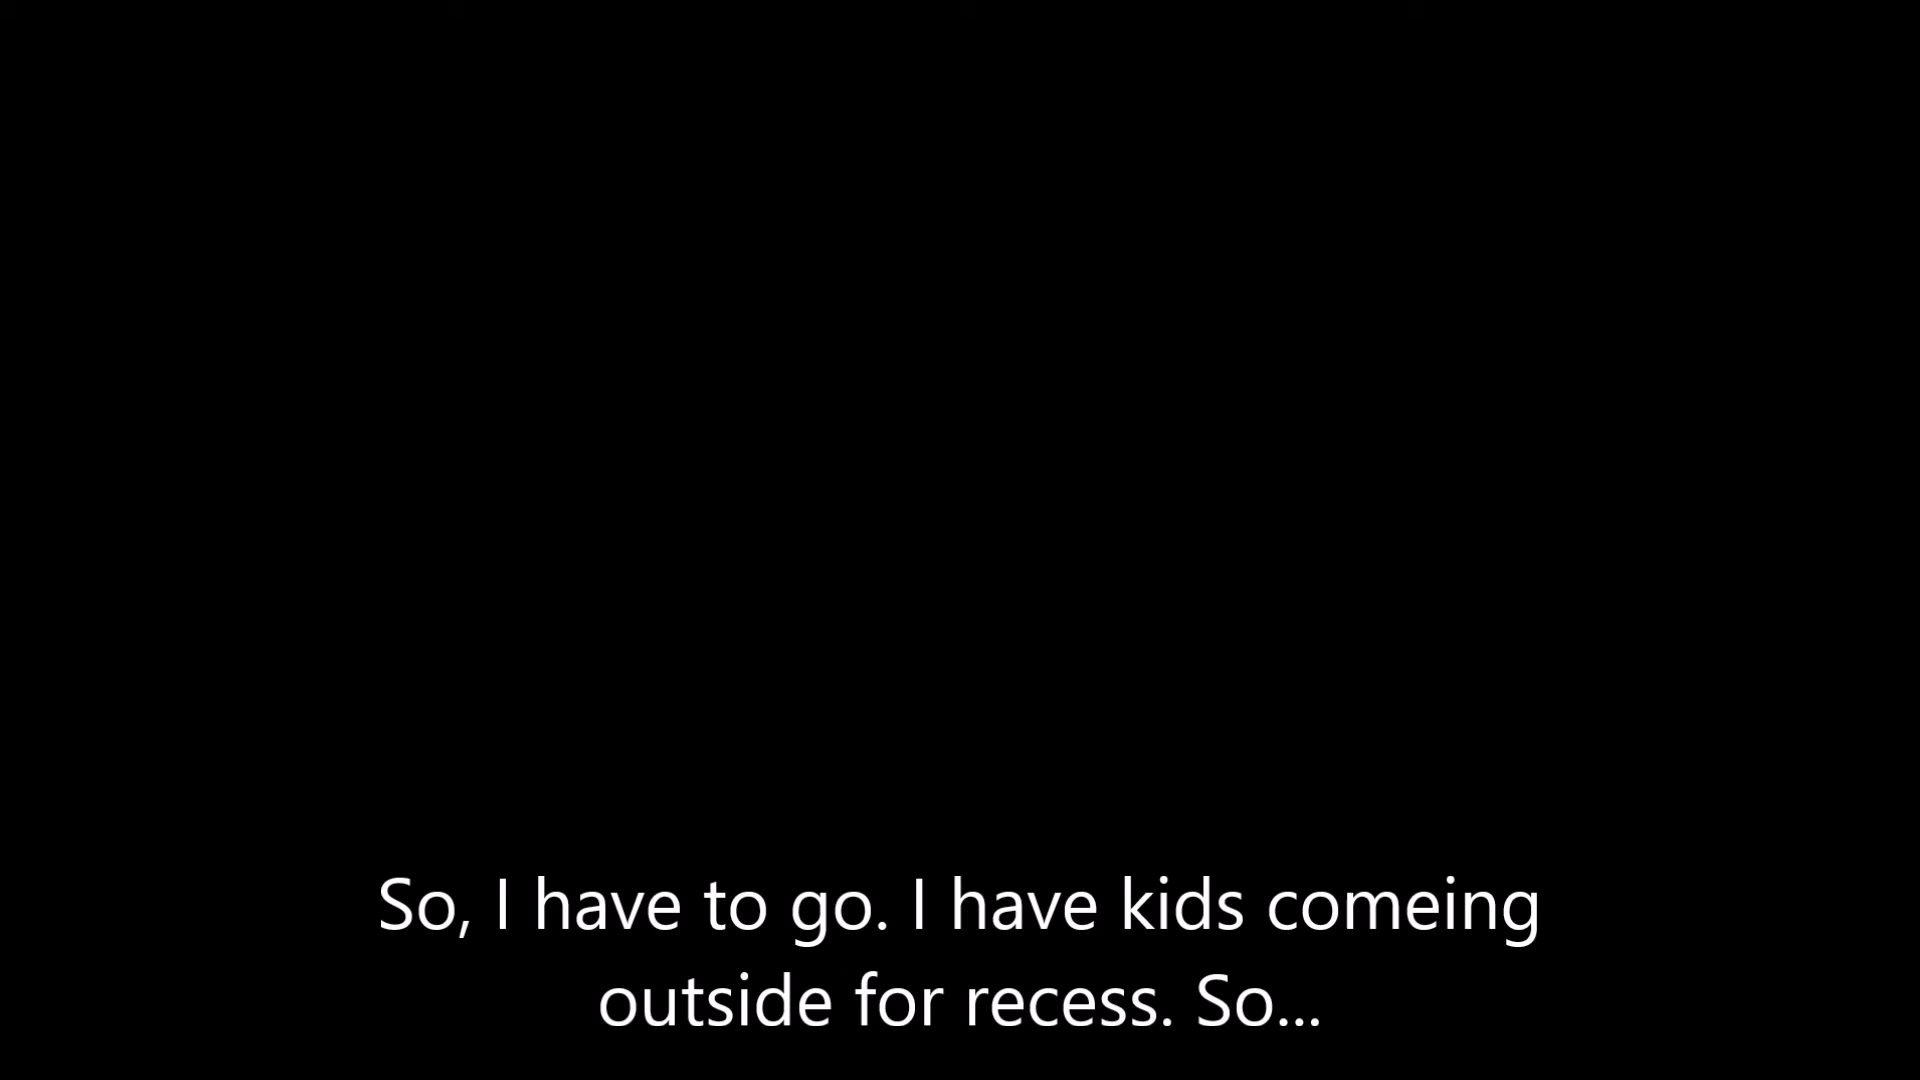 So, I have to go. I have kids comeing
outside for recess. So...